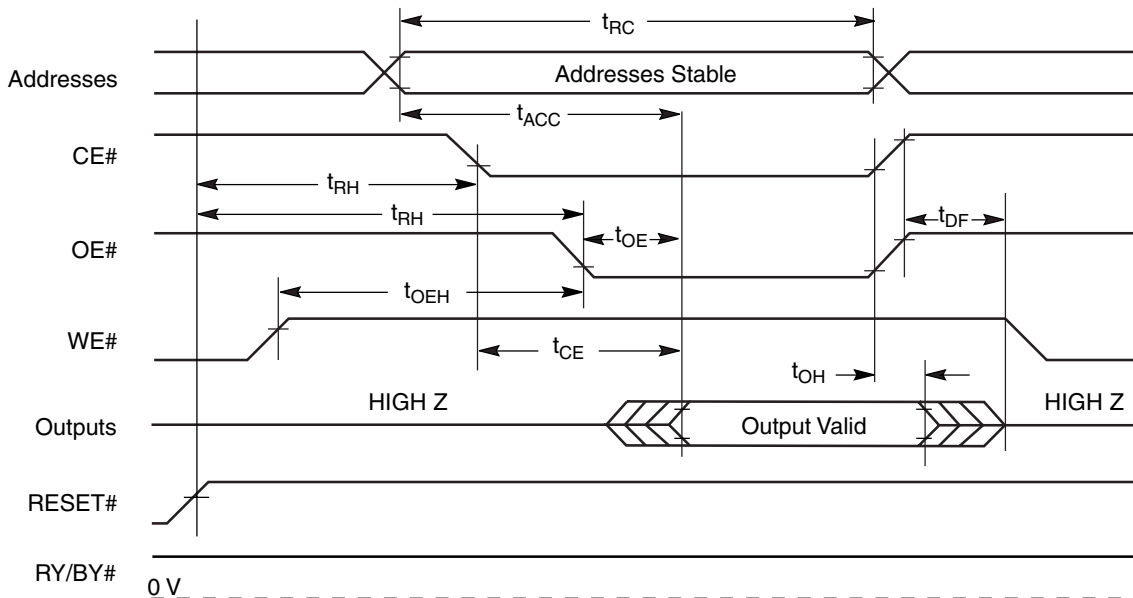 tRC
Addresses
Addresses Stable
tACC
CE#
tRH
tRH
tDF
OE#
tOE
tOEH
WE#
tCE
tOH
HIGH Z
HIGH Z
Outputs
Output Valid
RESET#
RY/BY#
0 V